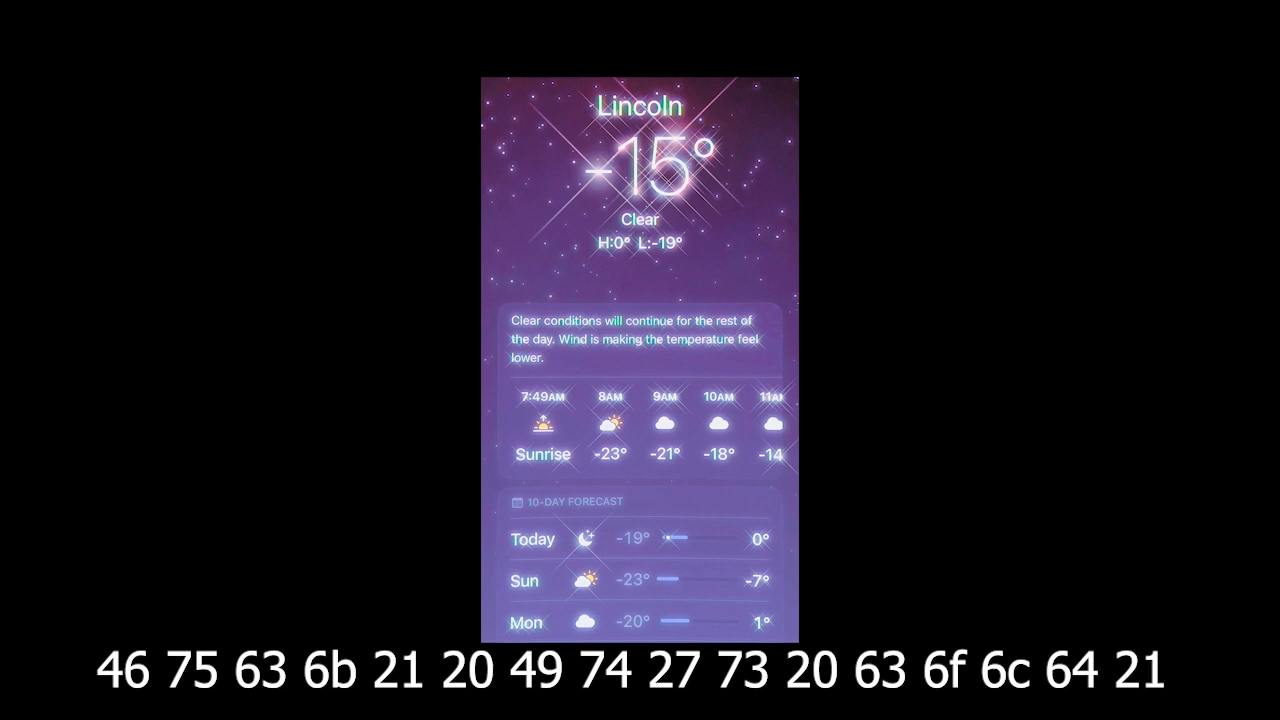 Lincoln
-15°
Clear
H:0° L:-19°
Clear conditions will continue for the rest of
the day. Wind is making the temperature feel
lower.
7:49AM 8AM 9AM 10AM 11AM
Sunrise -23° -21° -18° -14
10-DAY FORECAST
Today -19° 0°
Sun -23° -7°
Mon -20° 1°
46 75 63 6b 21 20 49 74 27 73 20 63 6f 6c 64 21